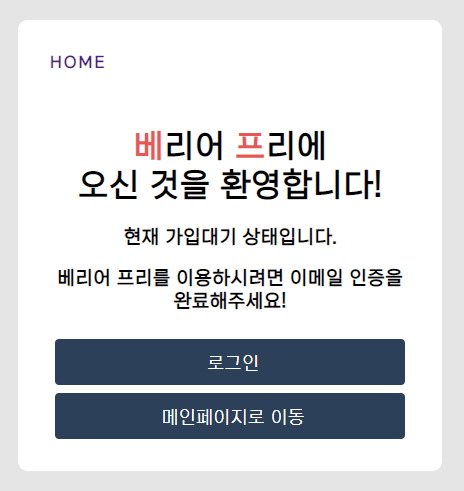 HOME
베리어 프리에
오신 것을 환영합니다!
현재 가입대기 상태입니다.
베리어 프리를 이용하시려면 이메일 인증을
완료해주세요!
로그인
메인페이지로 이동